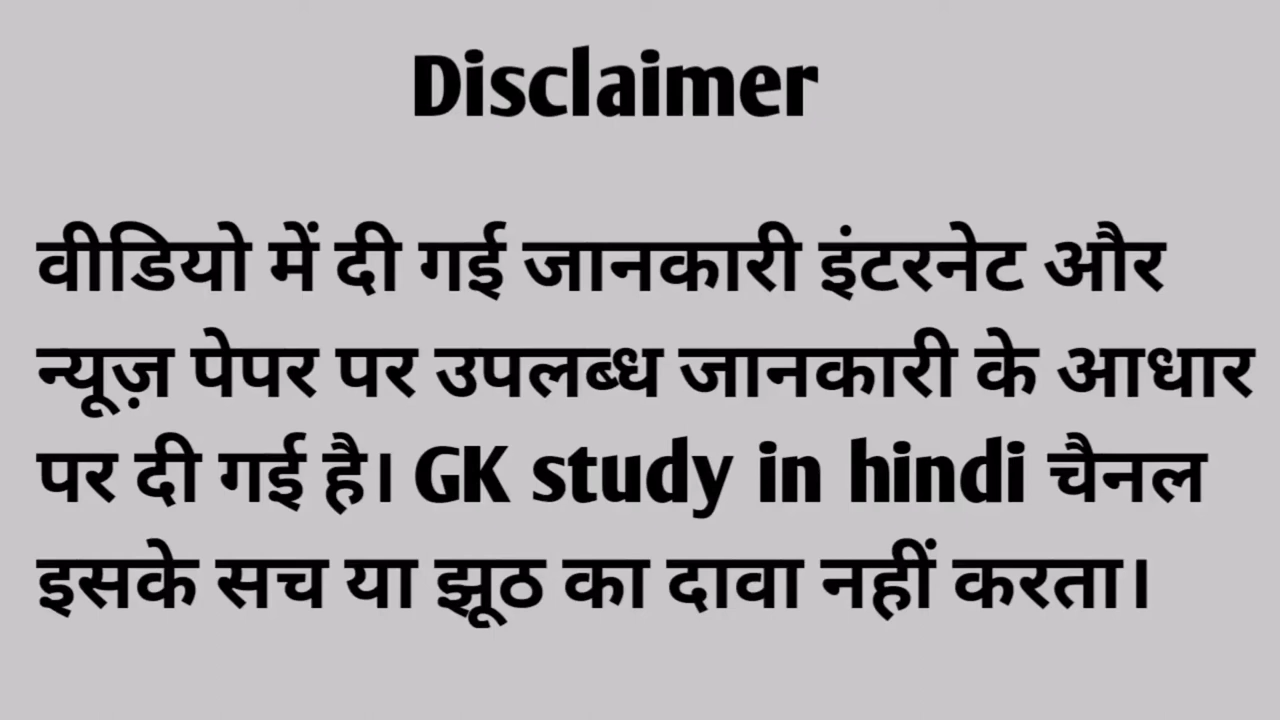 Disclaimer
वीडियो में दी गई जानकारी इंटरनेट और
न्यूज़ पेपर पर उपलब्ध जानकारी के आधार
पर दी गई है। GK study in hindi चैनल
इसके सच या झूठ का दावा नहीं करता।